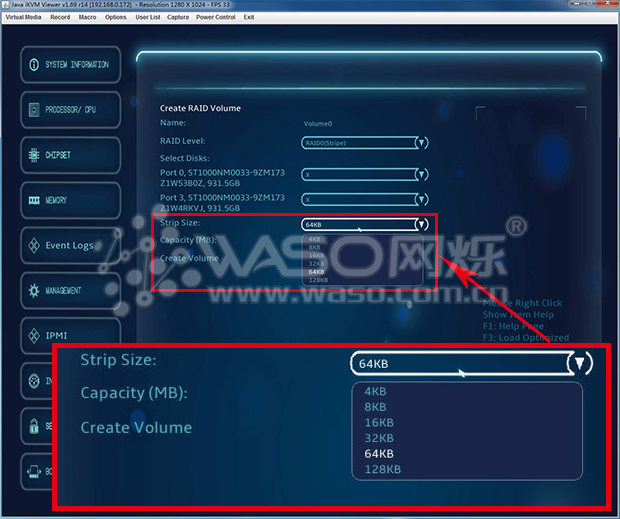 Java iKVM Viewer v1.69 r14 [192.168.0.172] - Resolution 1280 X 1024 - FPS 33
Virtual Media Record Macro Options User List Capture Power Control Exit
SYSTEM INFORMATION
PROCESSOR/ CPU
CHIPSET
MEMORY
Event Logs
MANAGEMENT
IPMI
Create RAID Volume
Name: Volume0
RAID Level: RAID0(Stripe)
Select Disks:
Port 0, ST1000NM0033-9ZM173 X
Z1W53B0Z, 931.5GB
Port 3, ST1000NM0033-9ZM173 X
Z1W4RKVJ, 931.5GB
Strip Size: 64KB
Capacity (MB):
Create Volume
4KB
8KB
16KB
32KB
64KB
128KB
WASO网烁®
www.waso.com.cn
Mouse Right Click
Show Item Help
F1: Help Page
F3: Load Optimized
Strip Size: 64KB
Capacity (MB):
Create Volume
4KB
8KB
16KB
32KB
64KB
128KB